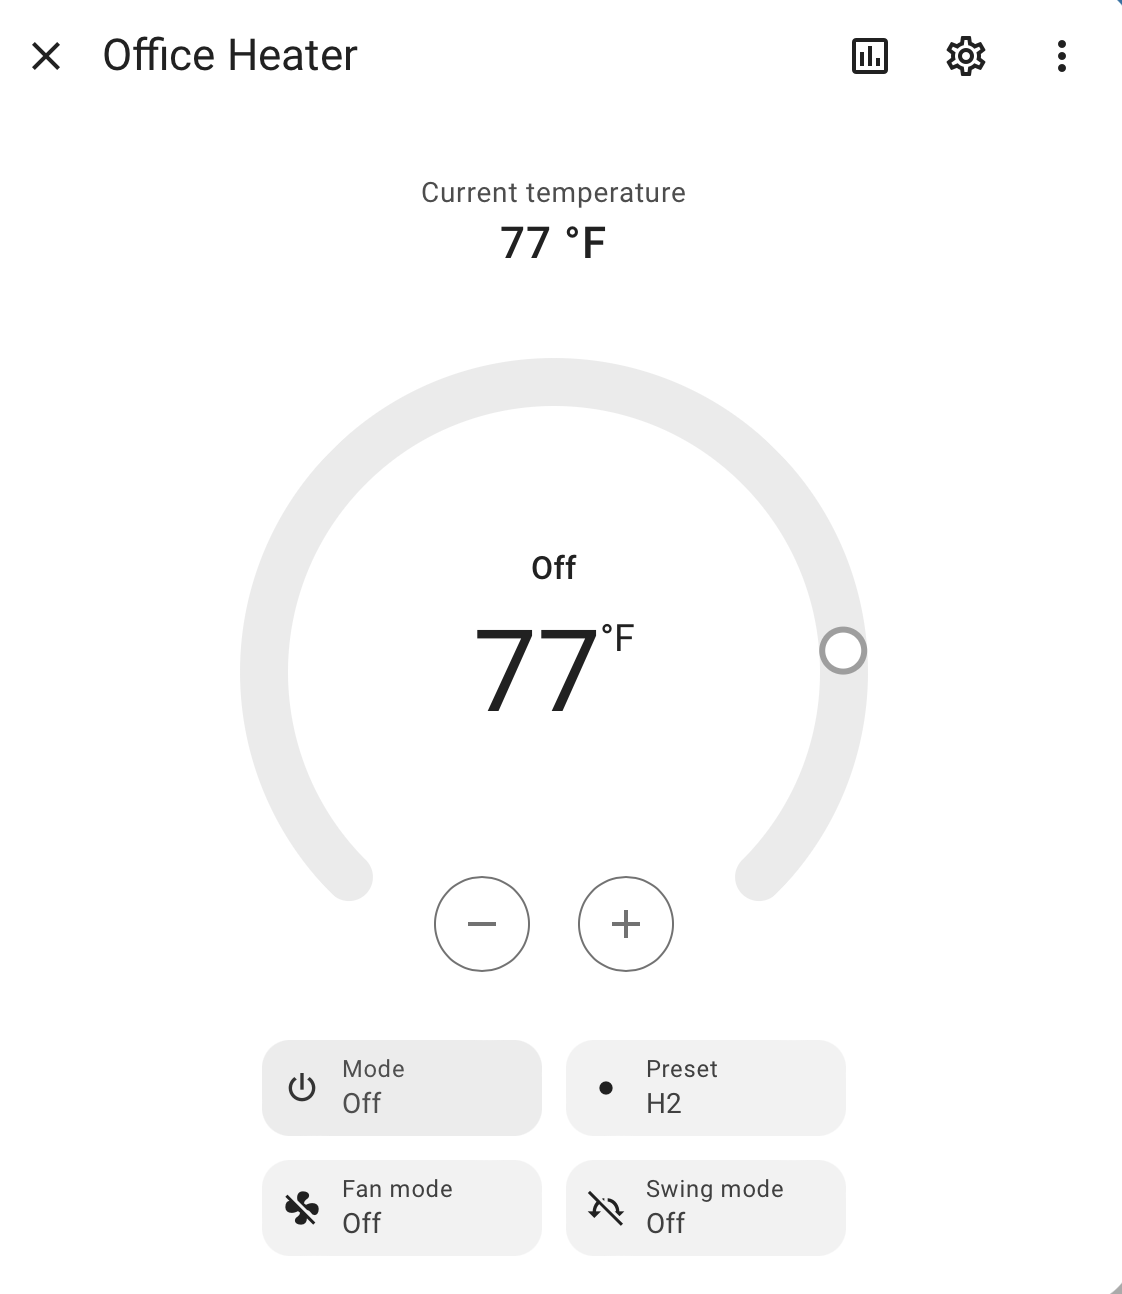 Office Heater
Current temperature
77 °F
Off
77°F
Mode
Off
Preset
H2
Fan mode
Off
Swing mode
Off